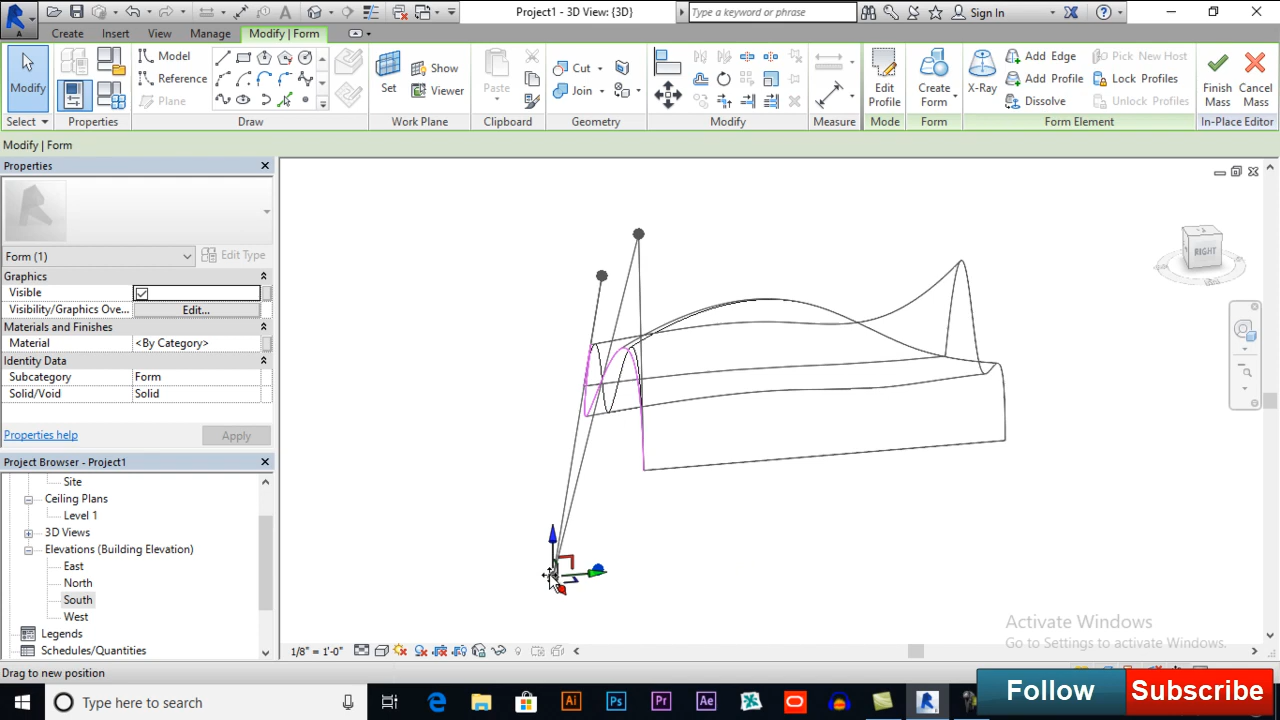 Project1 - 3D View: {3D}
Type a keyword or phrase
Sign In
Create Insert View Manage Modify | Form
Modify
Select
Properties
Model
Reference
Plane
Draw
Set
Show
Viewer
Work Plane
Paste
Clipboard
Cut
Join
Geometry
Modify
Measure
Edit
Profile
Mode
Create
Form
Form
X-Ray
Add Edge
Add Profile
Dissolve
Pick New Host
Lock Profiles
Unlock Profiles
Form Element
Finish
Mass
Cancel
Mass
In-Place Editor
Modify | Form
Properties
Form (1)
Edit Type
Graphics
Visible
Visibility/Graphics Ove... Edit...
Materials and Finishes
Material <By Category>
Identity Data
Subcategory Form
Solid/Void Solid
Properties help Apply
Project Browser - Project1
Site
Ceiling Plans
Level 1
3D Views
Elevations (Building Elevation)
East
North
South
West
Legends
Schedules/Quantities
RIGHT
1/8" = 1'-0"
Activate Windows
Go to Settings to activate Windows.
Drag to new position
Type here to search
Ai Ps Pr Ae
Follow Subscribe